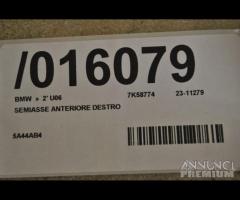 /016079
BMW » 2' U06 7K58774 23-11279
SEMIASSE ANTERIORE DESTRO
5A44AB4
ANNUNCI
PREMIUM